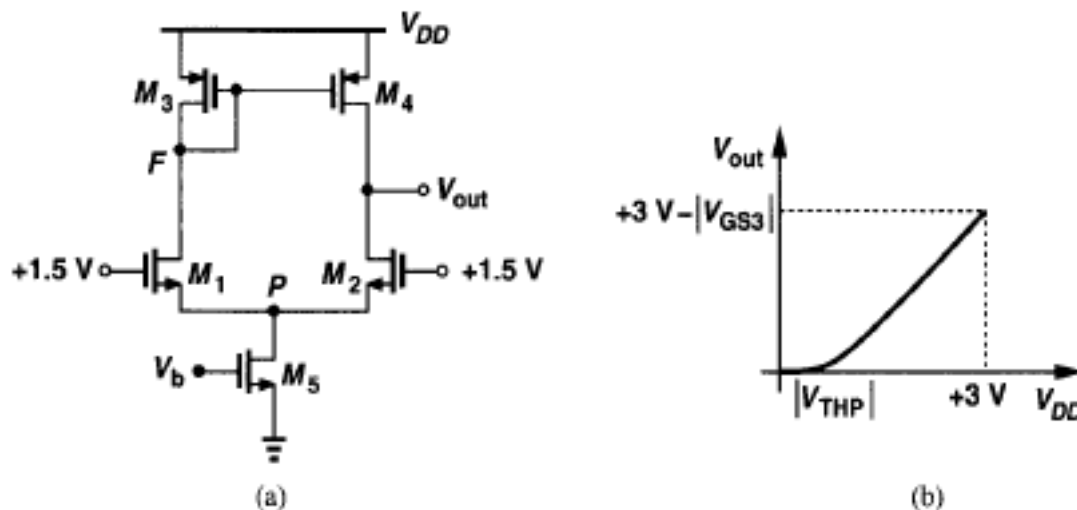 V_DD
M_3
M_4
F
V_out
+1.5 V
M_1
P
M_2
+1.5 V
V_b
M_5
(a)
V_out
+3 V–|V_GS3|
|V_THP|
+3 V
V_DD
(b)